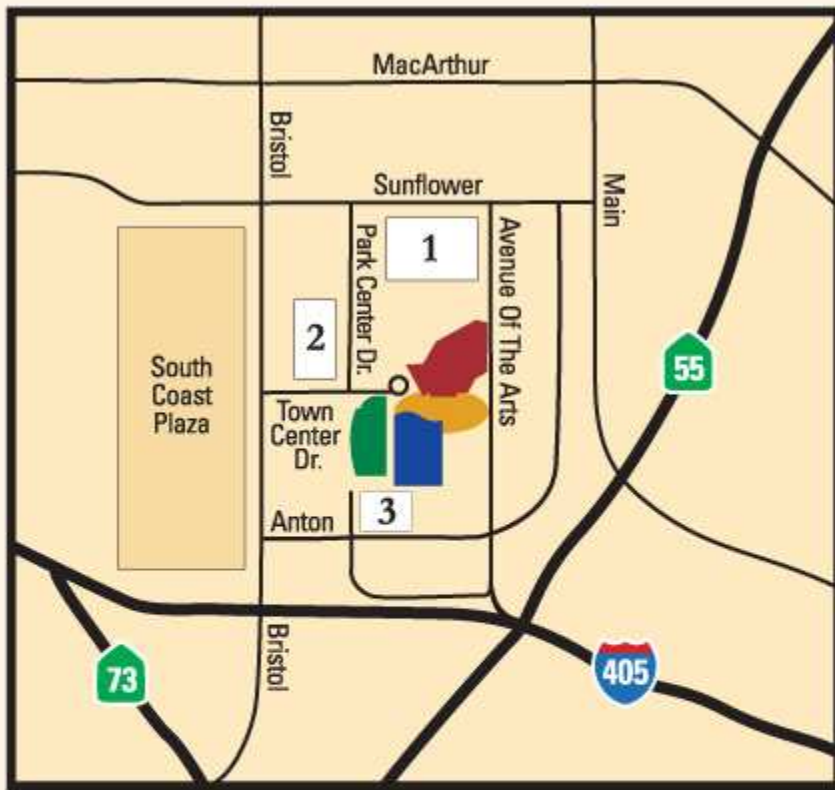 MacArthur
Bristol
Sunflower
Main
Park Center Dr.
1
Avenue Of The Arts
2
55
South
Coast
Plaza
Town
Center
Dr.
3
Anton
Bristol
73
405